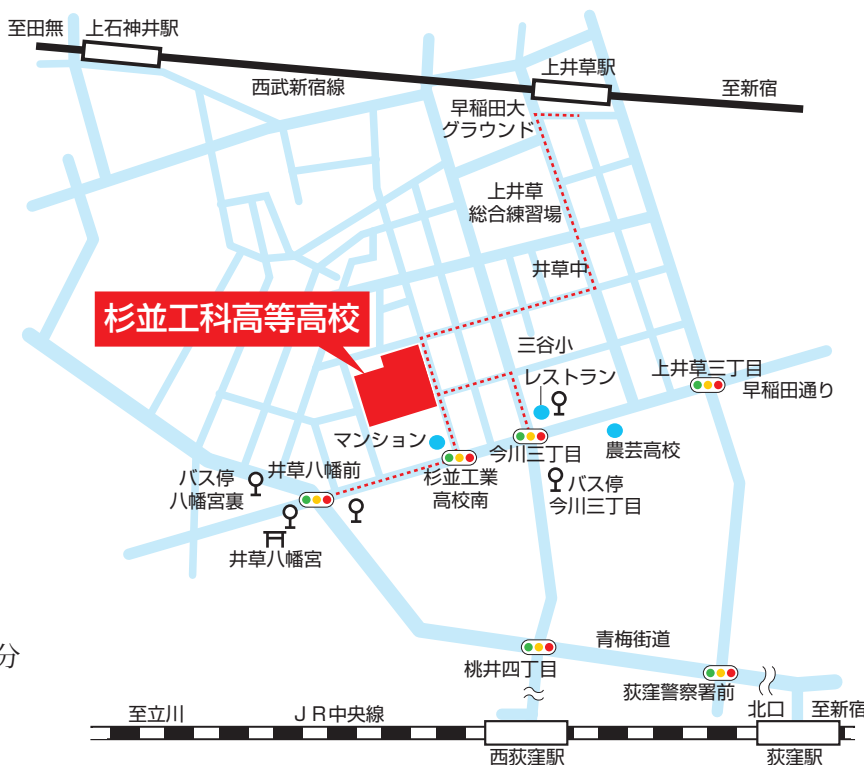 至田無
上石神井駅
西武新宿線
上井草駅
至新宿
早稲田大
グラウンド
上井草
総合練習場
井草中
杉並工科高等高校
三谷小
レストラン
上井草三丁目
早稲田通り
マンション
今川三丁目
農芸高校
杉並工業
高校南
バス停
今川三丁目
バス停
八幡宮裏
井草八幡前
井草八幡宮
分
青梅街道
桃井四丁目
荻窪警察署前
北口
至立川
JR中央線
至新宿
西荻窪駅
荻窪駅